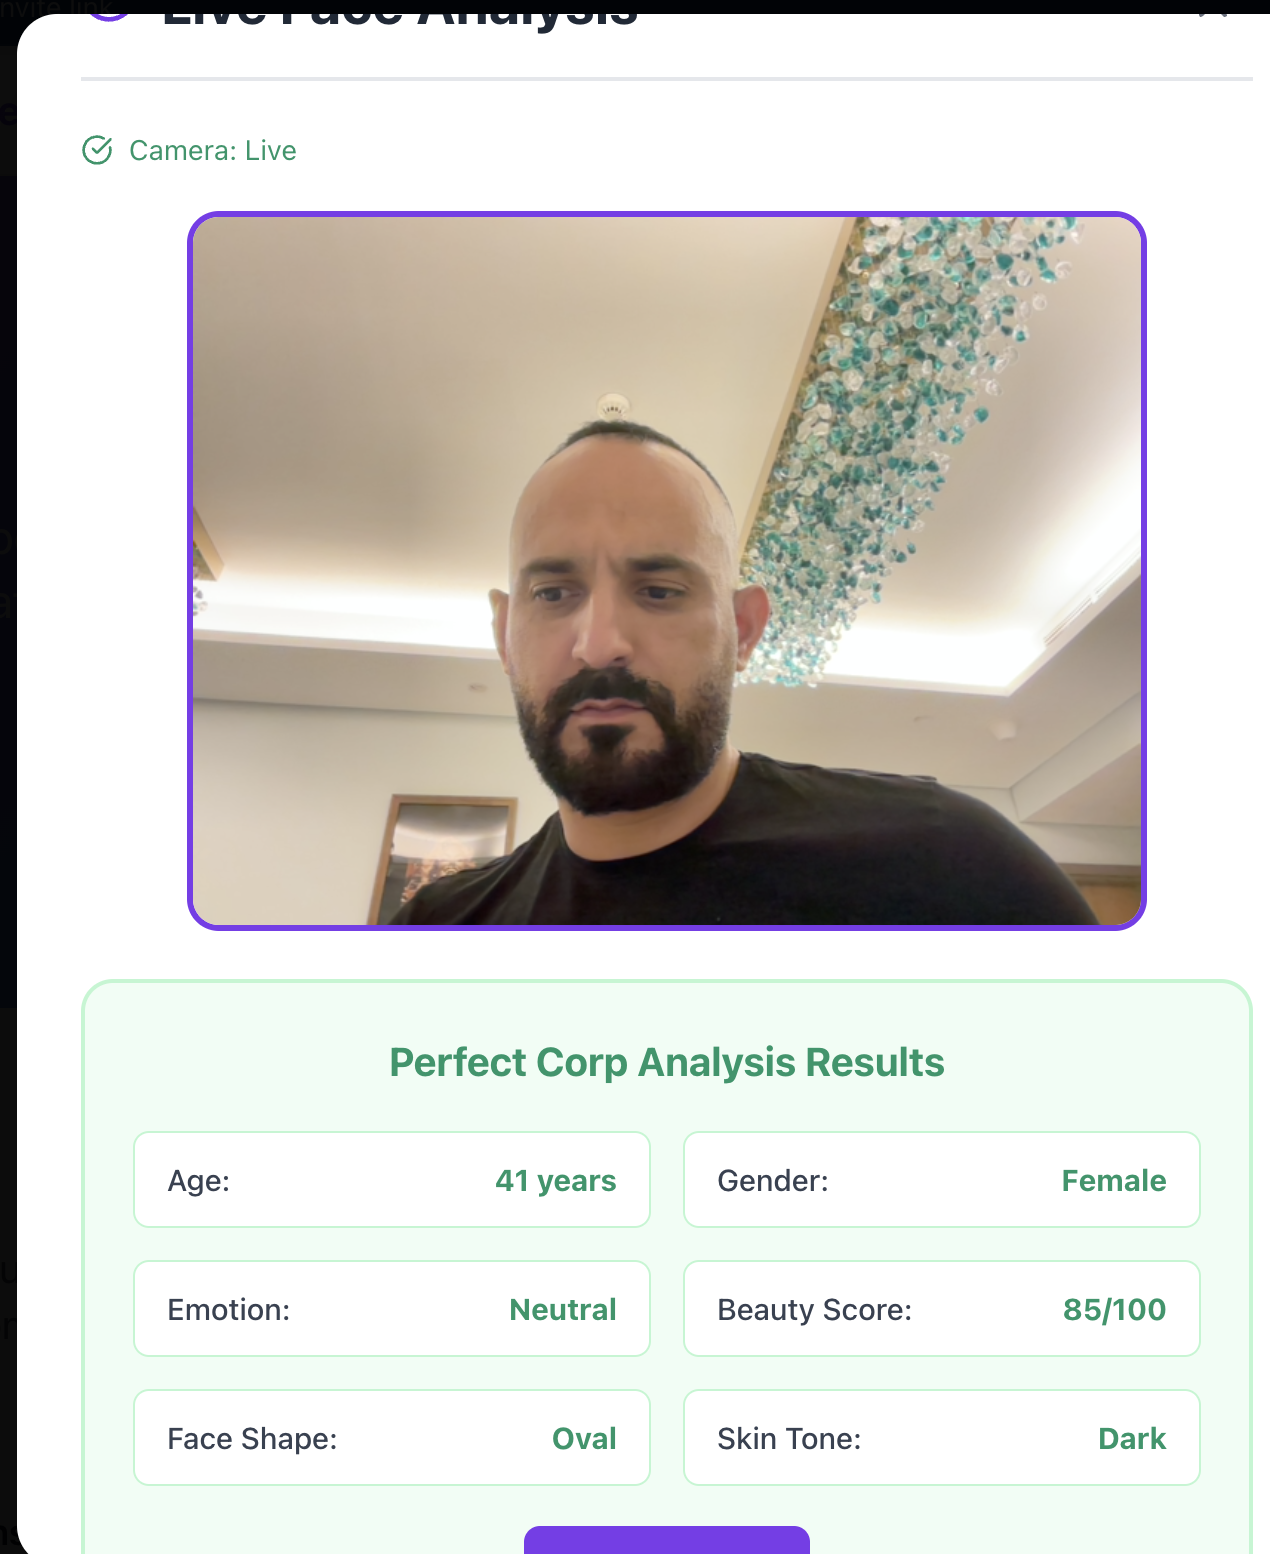 Live Face Analysis
Camera: Live
Perfect Corp Analysis Results
Age: 41 years
Gender: Female
Emotion: Neutral
Beauty Score: 85/100
Face Shape: Oval
Skin Tone: Dark